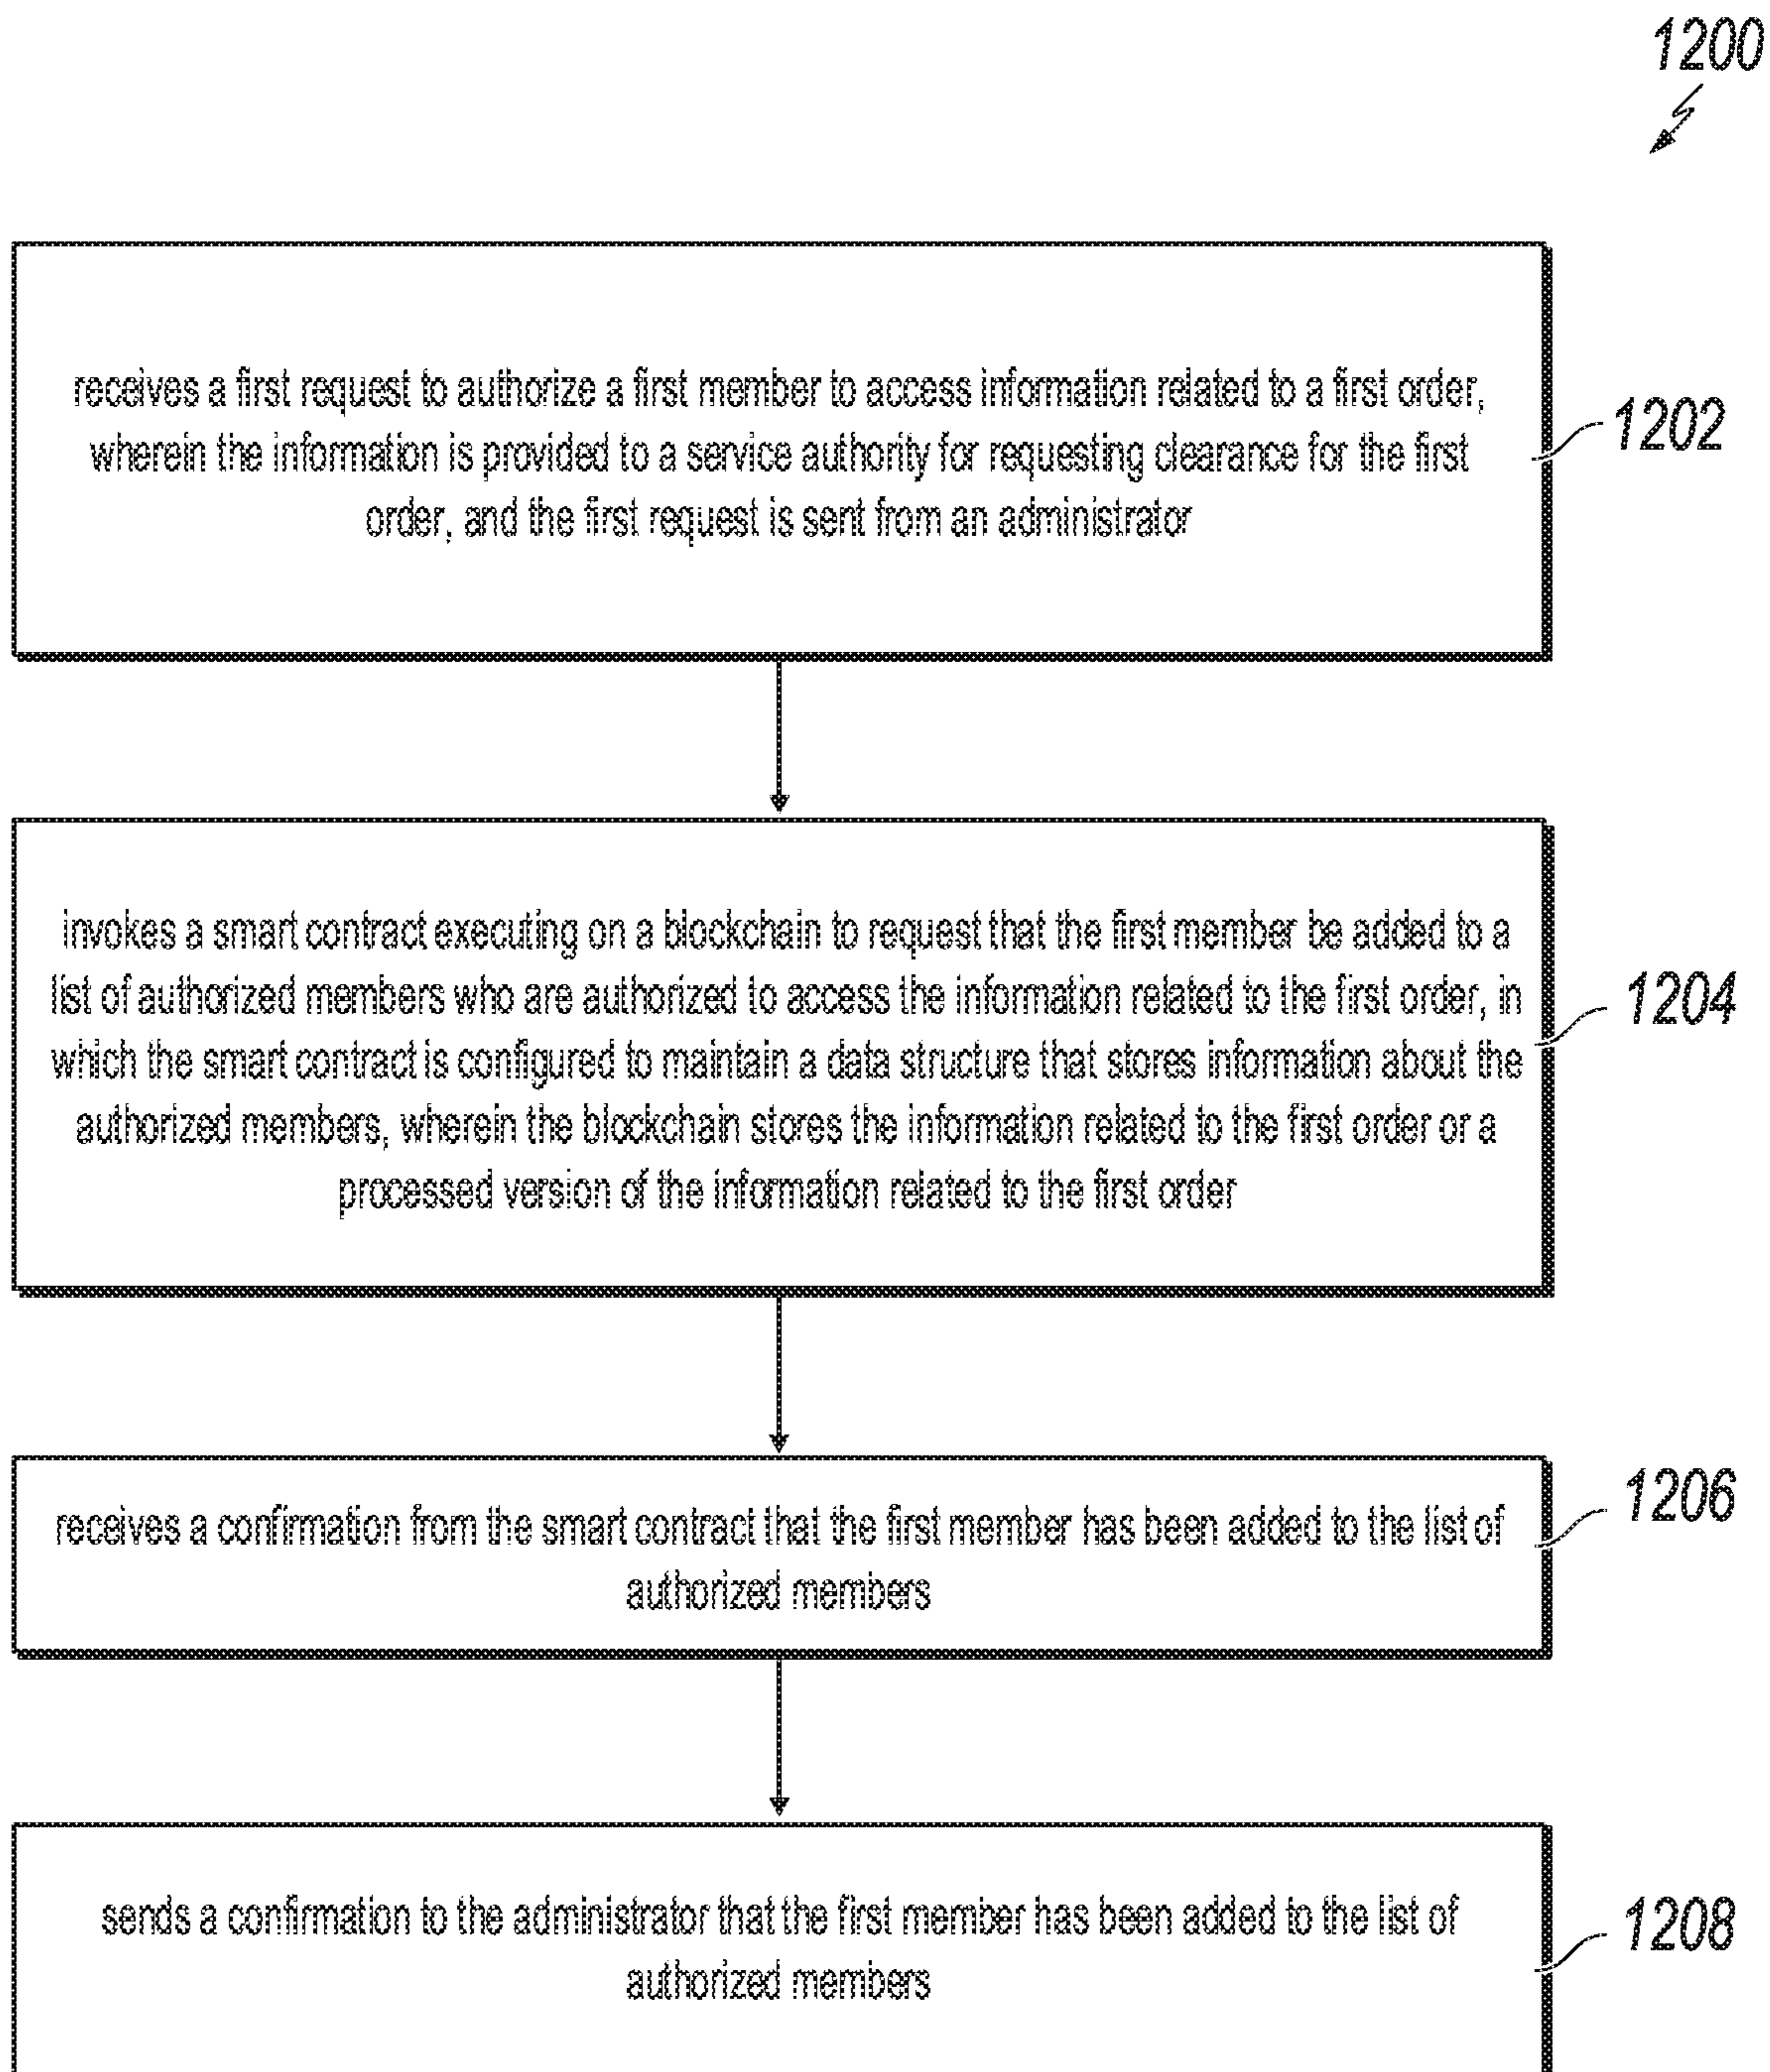 1200
receives a first request to authorize a first member to access information related to a first order,
wherein the information is provided to a service authority for requesting clearance for the first
order, and the first request is sent from an administrator
1202
invokes a smart contract executing on a blockchain to request that the first member be added to a
list of authorized members who are authorized to access the information related to the first order, in
which the smart contract is configured to maintain a data structure that stores information about the
authorized members, wherein the blockchain stores the information related to the first order or a
processed version of the information related to the first order
1204
receives a confirmation from the smart contract that the first member has been added to the list of
authorized members
1206
sends a confirmation to the administrator that the first member has been added to the list of
authorized members
1208